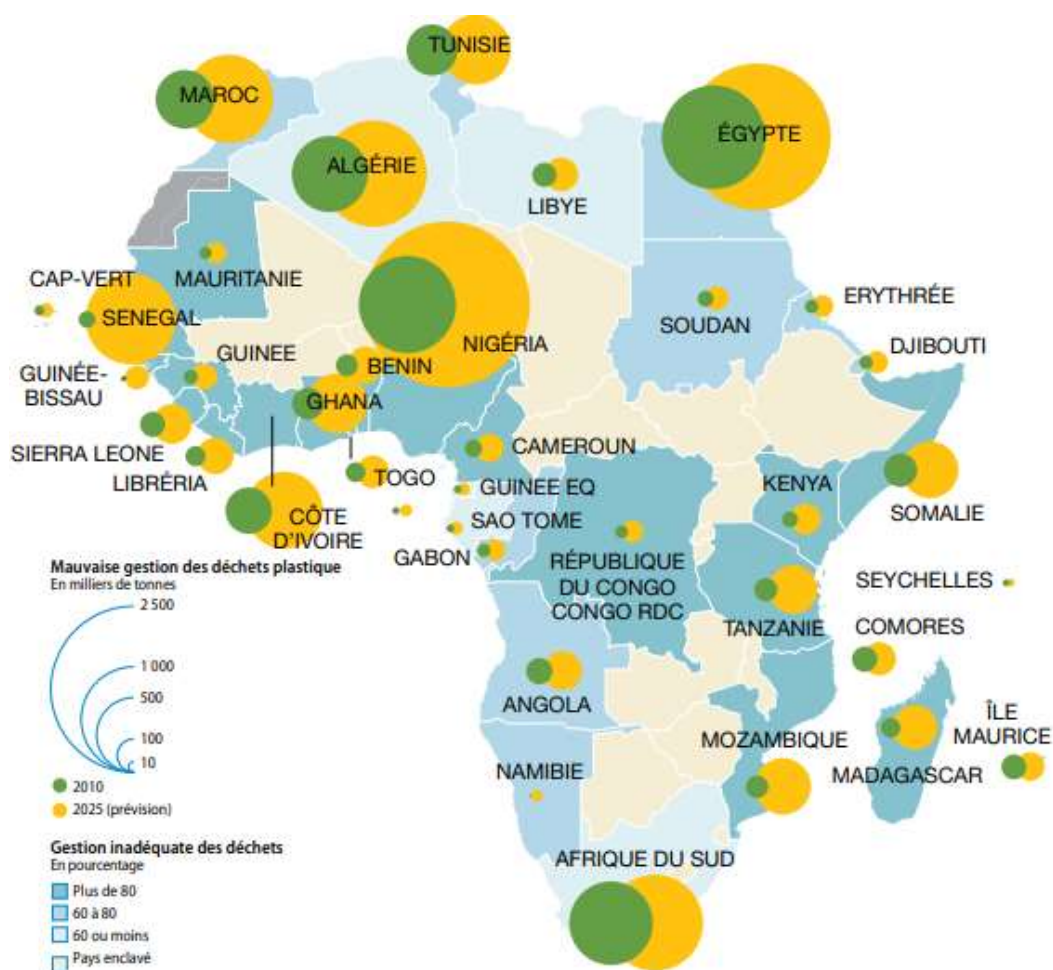 TUNISIE
MAROC
ÉGYPTE
ALGÉRIE
LIBYE
CAP-VERT
MAURITANIE
ERYTHRÉE
SENEGAL
SOUDAN
GUINEE
NIGÉRIA
DJIBOUTI
GUINÉE-
BISSAU
BENIN
GHANA
SIERRA LEONE
CAMEROUN
LIBRÉRIA
TOGO
KENYA
GUINEE EQ
CÔTE
D'IVOIRE
SAO TOME
SOMALIE
GABON
RÉPUBLIQUE
DU CONGO
CONGO RDC
SEYCHELLES
TANZANIE
COMORES
ANGOLA
MOZAMBIQUE
ÎLE
MAURICE
NAMIBIE
MADAGASCAR
AFRIQUE DU SUD
Mauvaise gestion des déchets plastique
En milliers de tonnes
2 500
1 000
500
100
10
2010
2025 (prévision)
Gestion inadéquate des déchets
En pourcentage
Plus de 80
60 à 80
60 ou moins
Pays enclavé